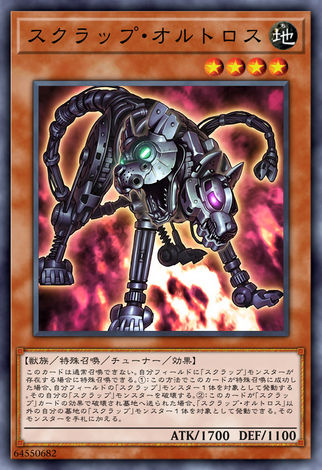 スクラップ・オルトロス
地
ち
【獣族／特殊召喚／チューナー／効果】
このカードは通常召喚できない。自分フィールドに「スクラップ」モンスターが
存在する場合に特殊召喚できる。①：この方法でこのカードが特殊召喚に成功し
た場合、自分フィールドの「スクラップ」モンスター１体を対象として発動する
。その自分の「スクラップ」モンスターを破壊する。②：このカードが「スクラッ
プ」カードの効果で破壊され墓地へ送られた場合、「スクラップ・オルトロス」以
外の自分の墓地の「スクラップ」モンスター１体を対象として発動できる。その
モンスターを手札に加える。
ATK/1700 DEF/1100
64550682